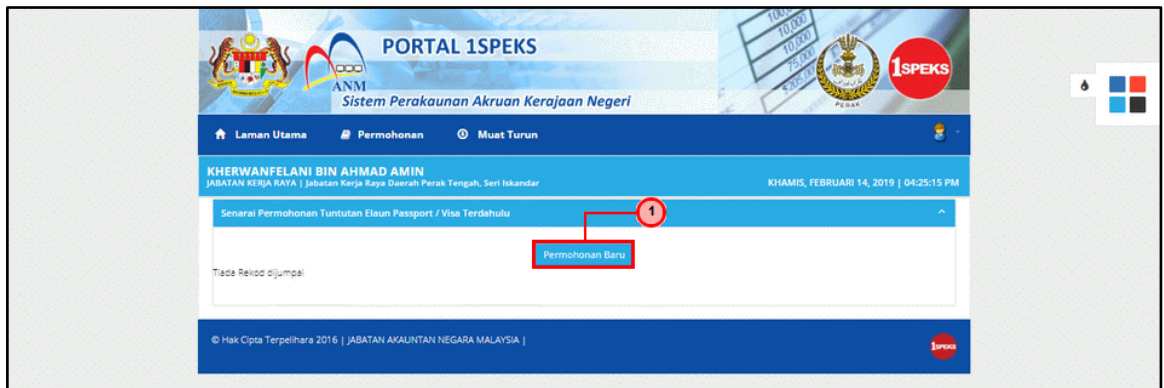 PORTAL 1SPEKS
ANM
Sistem Perakaunan Akruan Kerajaan Negeri
PERAK
1SPEKS
Laman Utama Permohonan Muat Turun
KHERWANFELANI BIN AHMAD AMIN
JABATAN KERJA RAYA | Jabatan Kerja Raya Daerah Perak Tengah, Seri Iskandar
KHAMIS, FEBRUARI 14, 2019 | 04:25:15 PM
Senarai Permohonan Tuntutan Elaun Passport / Visa Terdahulu
1
Permohonan Baru
Tiada Rekod dijumpai
© Hak Cipta Terpelihara 2016 | JABATAN AKAUNTAN NEGARA MALAYSIA |
1SPEKS